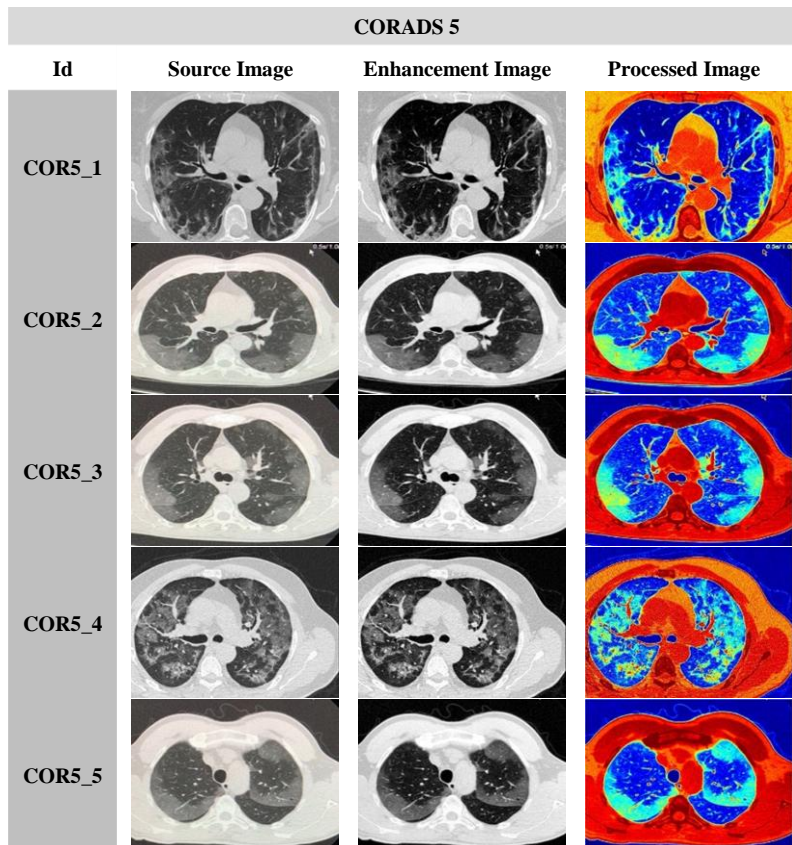 CORADS 5
Id Source Image Enhancement Image Processed Image
COR5_1
COR5_2
COR5_3
COR5_4
COR5_5